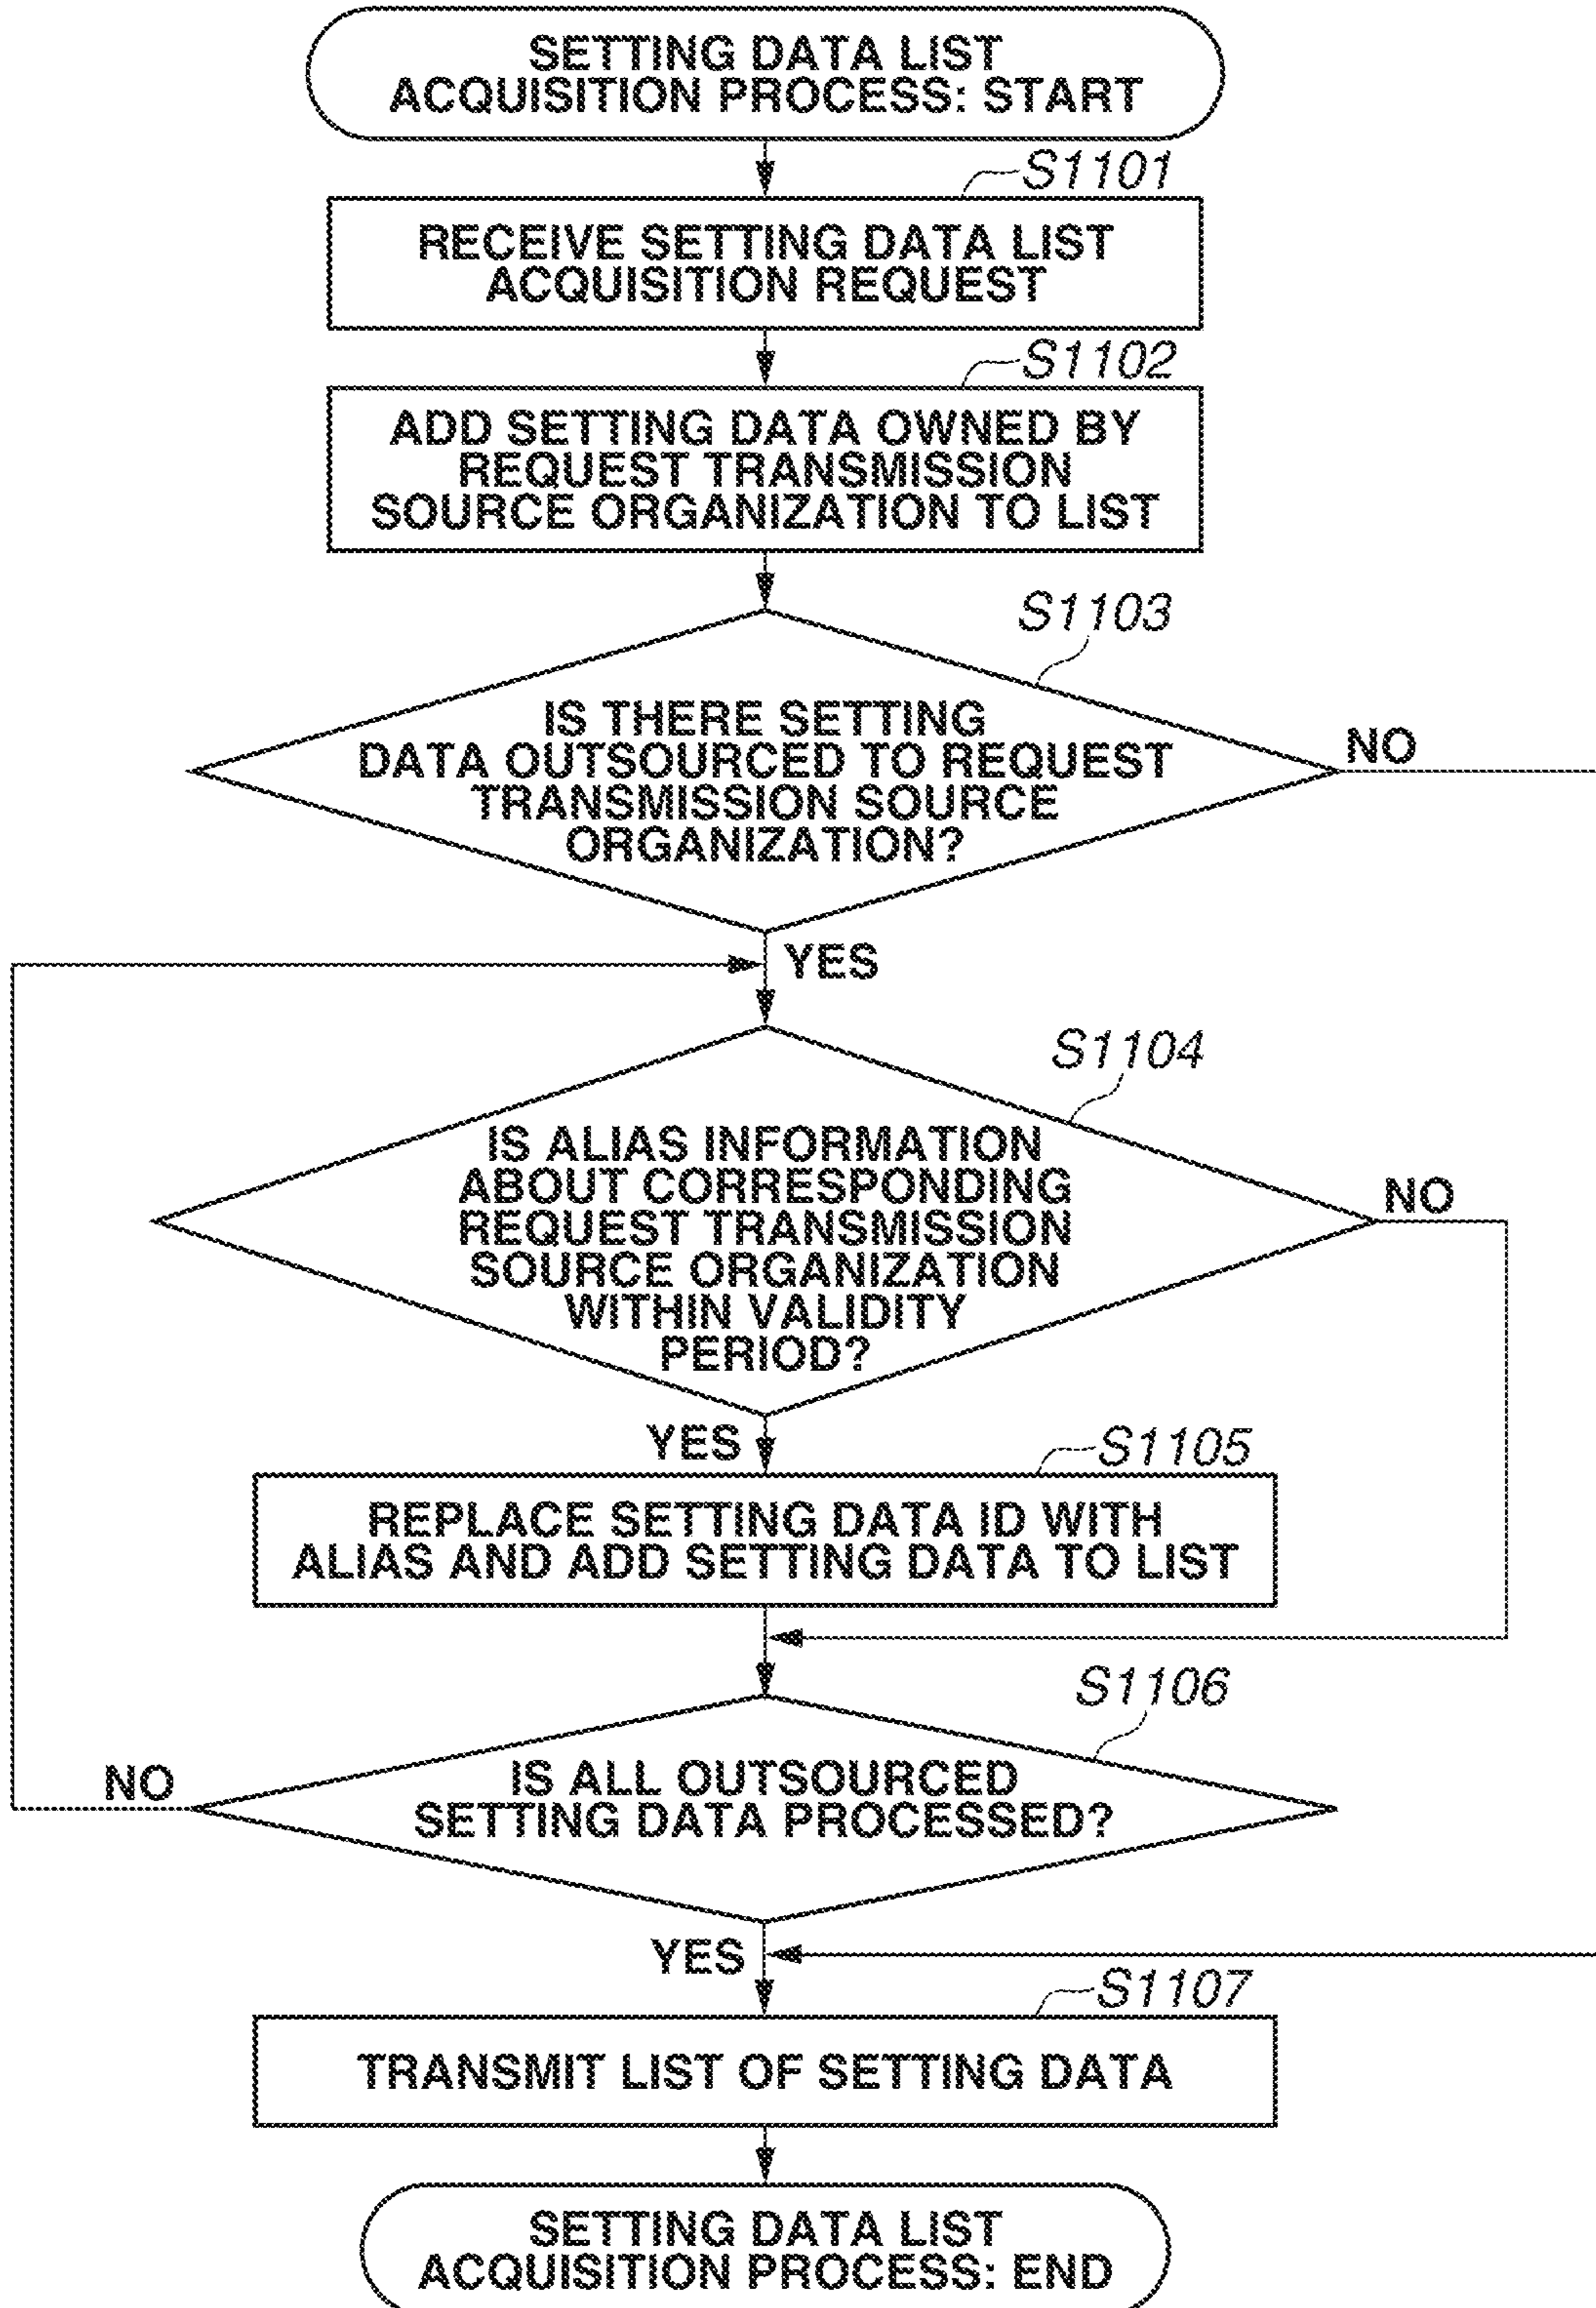 SETTING DATA LIST
ACQUISITION PROCESS: START
S1101
RECEIVE SETTING DATA LIST
ACQUISITION REQUEST
S1102
ADD SETTING DATA OWNED BY
REQUEST TRANSMISSION
SOURCE ORGANIZATION TO LIST
S1103
IS THERE SETTING
DATA OUTSOURCED TO REQUEST
TRANSMISSION SOURCE
ORGANIZATION?
NO
YES
S1104
IS ALIAS INFORMATION
ABOUT CORRESPONDING
REQUEST TRANSMISSION
SOURCE ORGANIZATION
WITHIN VALIDITY
PERIOD?
NO
YES
S1105
REPLACE SETTING DATA ID WITH
ALIAS AND ADD SETTING DATA TO LIST
S1106
IS ALL OUTSOURCED
SETTING DATA PROCESSED?
NO
YES
S1107
TRANSMIT LIST OF SETTING DATA
SETTING DATA LIST
ACQUISITION PROCESS: END